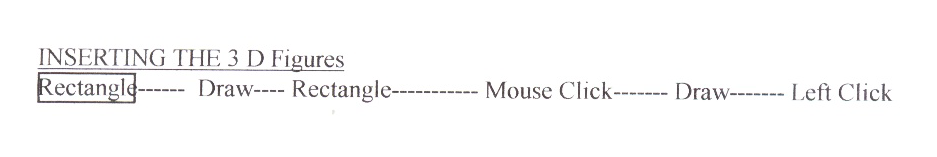 INSERTING THE 3 D Figures
Rectangle------ Draw---- Rectangle----------- Mouse Click------- Draw------- Left Click